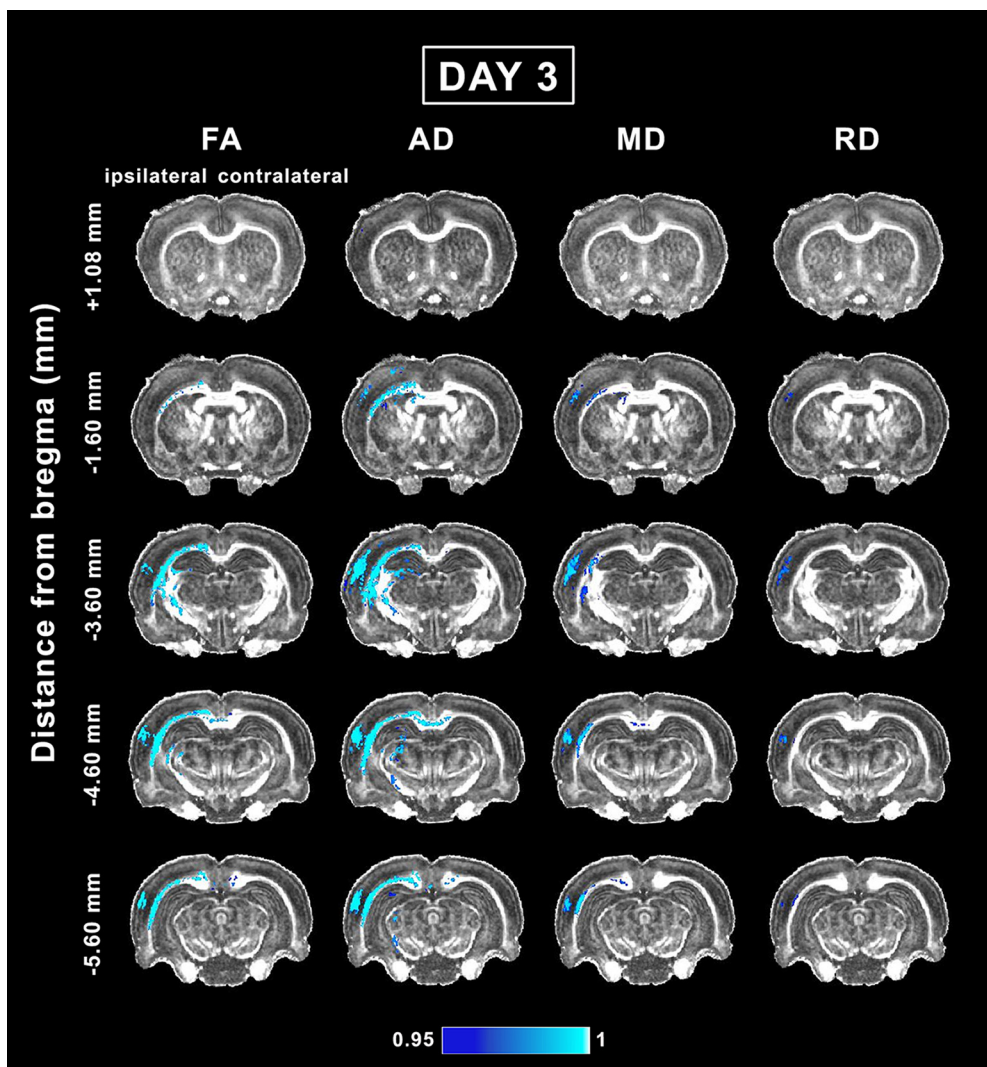 DAY 3
FA AD MD RD
ipsilateral contralateral
Distance from bregma (mm)
+1.08 mm
-1.60 mm
-3.60 mm
-4.60 mm
-5.60 mm
0.95 1